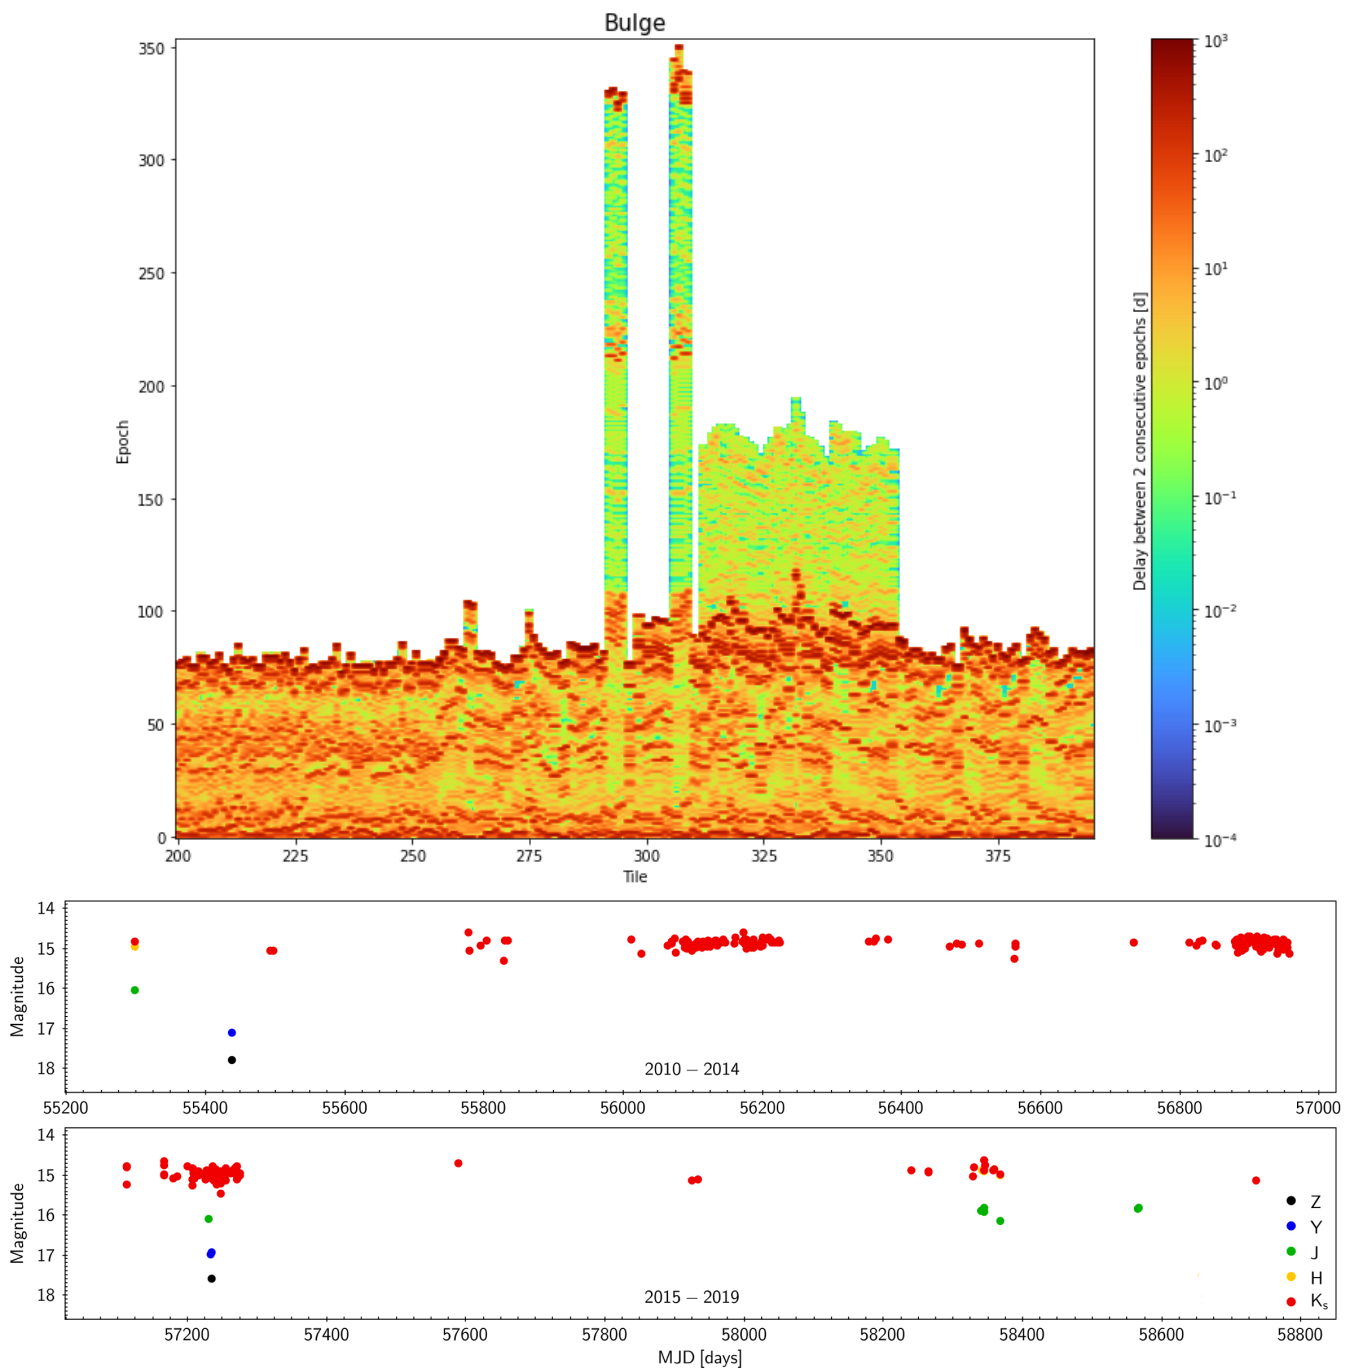 Bulge
350
300
250
200
150
100
50
0
Epoch
200 225 250 275 300 325 350 375
Tile
10³
10²
10¹
10⁰
10⁻¹
10⁻²
10⁻³
10⁻⁴
Delay between 2 consecutive epochs [d]
14
15
16
17
18
Magnitude
2010 − 2014
55200 55400 55600 55800 56000 56200 56400 56600 56800 57000
14
15
16
17
18
Magnitude
Z
Y
J
H
Kₛ
2015 − 2019
57200 57400 57600 57800 58000 58200 58400 58600 58800
MJD [days]